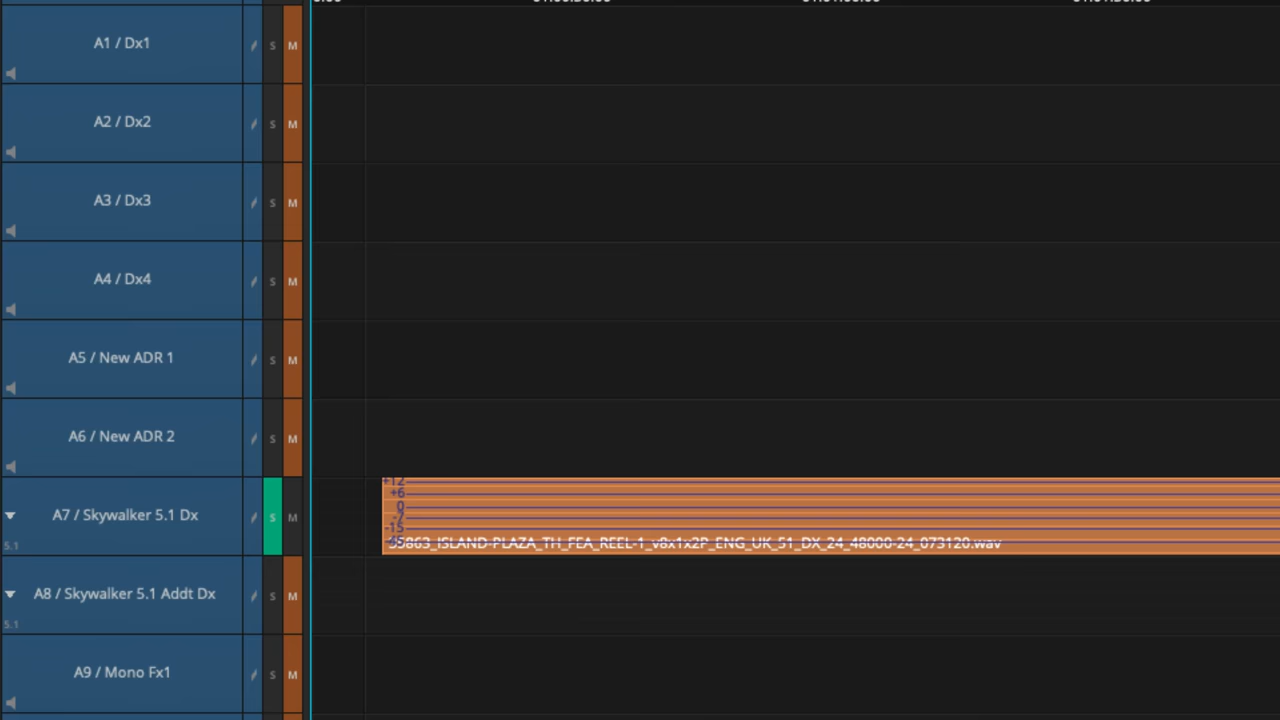 A1 / Dx1
S M
A2 / Dx2
S M
A3 / Dx3
S M
A4 / Dx4
S M
A5 / New ADR 1
S M
A6 / New ADR 2
S M
+12
+6
0
A7 / Skywalker 5.1 Dx
S M
-15
5.1
ISLAND-PLAZA_TH_FEA_REEL-1_v8x1x2P_ENG_UK_51_DX_24_48000-24_073120.wav
A8 / Skywalker 5.1 Addt Dx
S M
5.1
A9 / Mono Fx1
S M